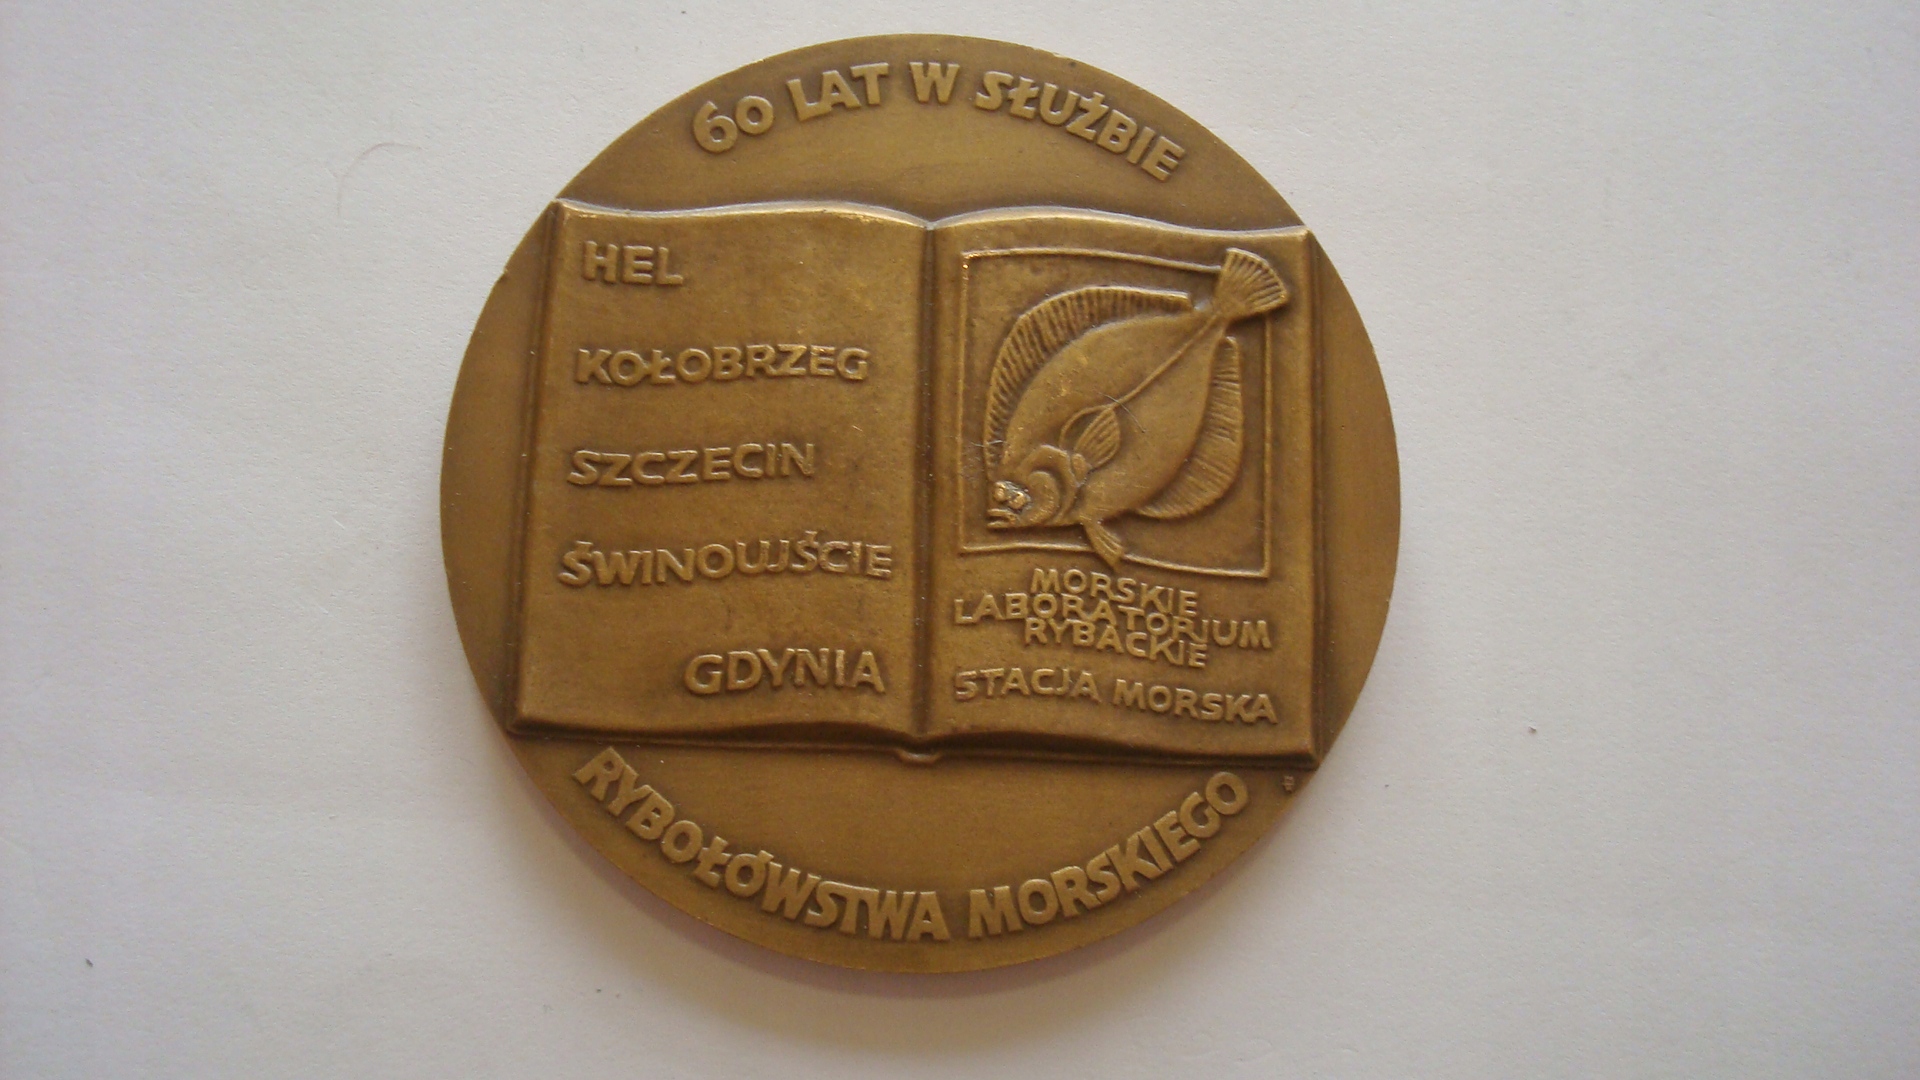 60 LAT W SŁUŻBIE
HEL
KOŁOBRZEG
SZCZECIN
ŚWINOUJŚCIE
GDYNIA
MORSKIE
LABORATORIUM
RYBACKIE
STACJA MORSKA
RYBOŁÓWSTWA MORSKIEGO